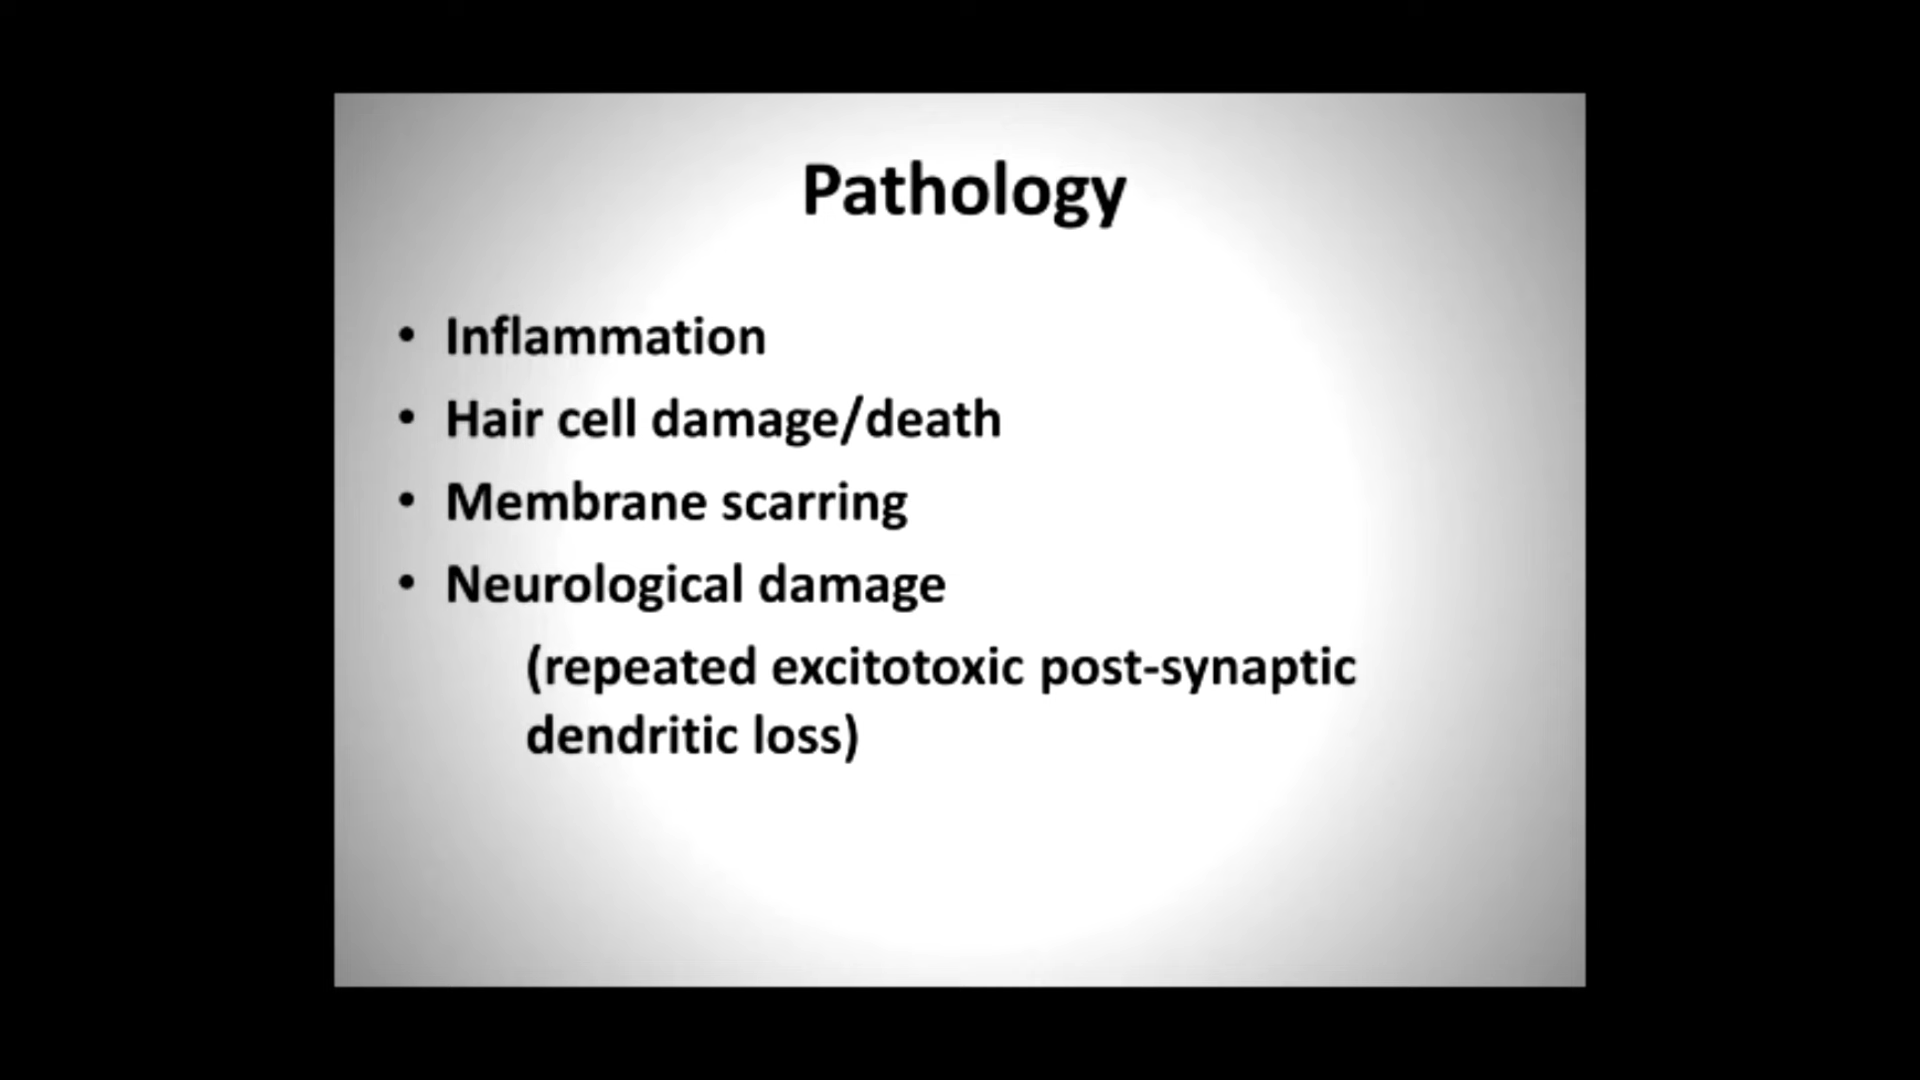 Pathology
• Inflammation
• Hair cell damage/death
• Membrane scarring
• Neurological damage
(repeated excitotoxic post-synaptic
dendritic loss)